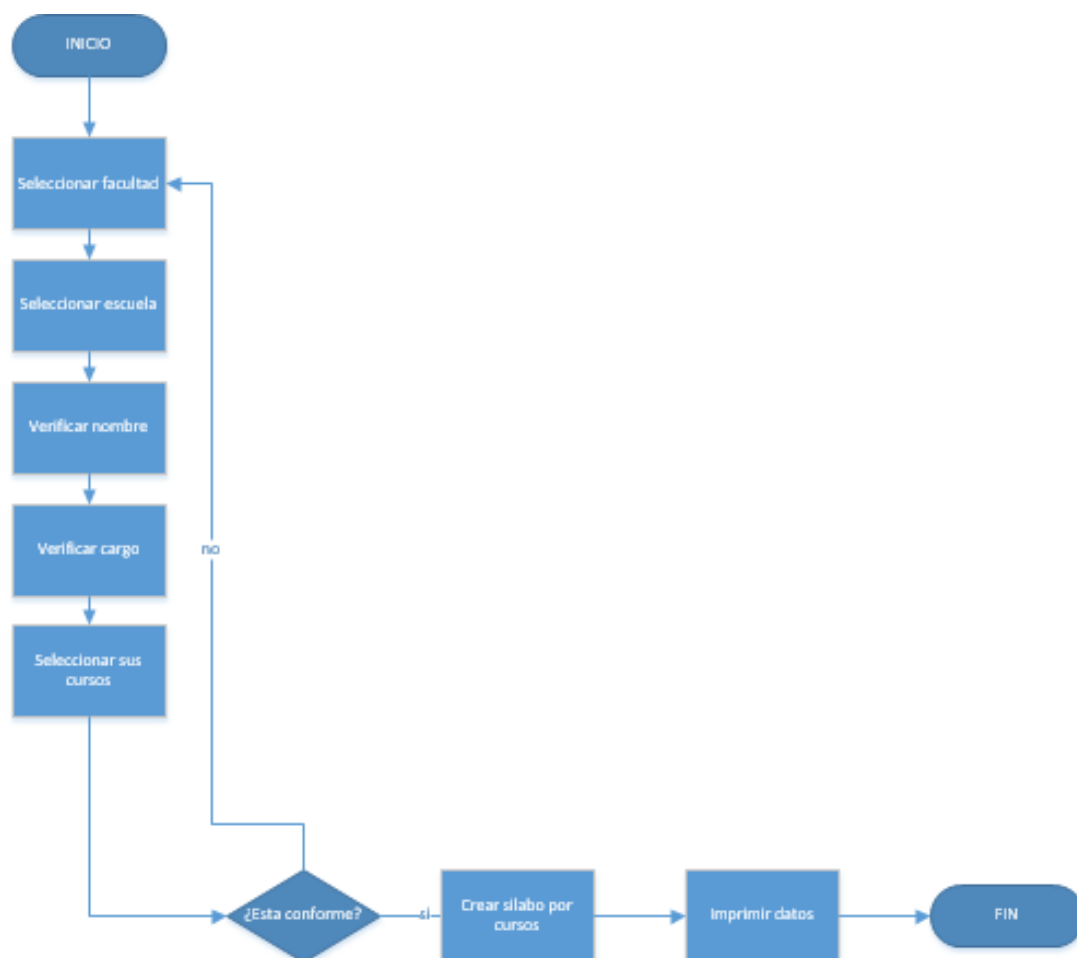 INICIO
Seleccionar facultad
Seleccionar escuela
Verificar nombre
Verificar cargo
no
Seleccionar sus
cursos
¿Esta conforme?
si
Crear silabo por
cursos
Imprimir datos
FIN